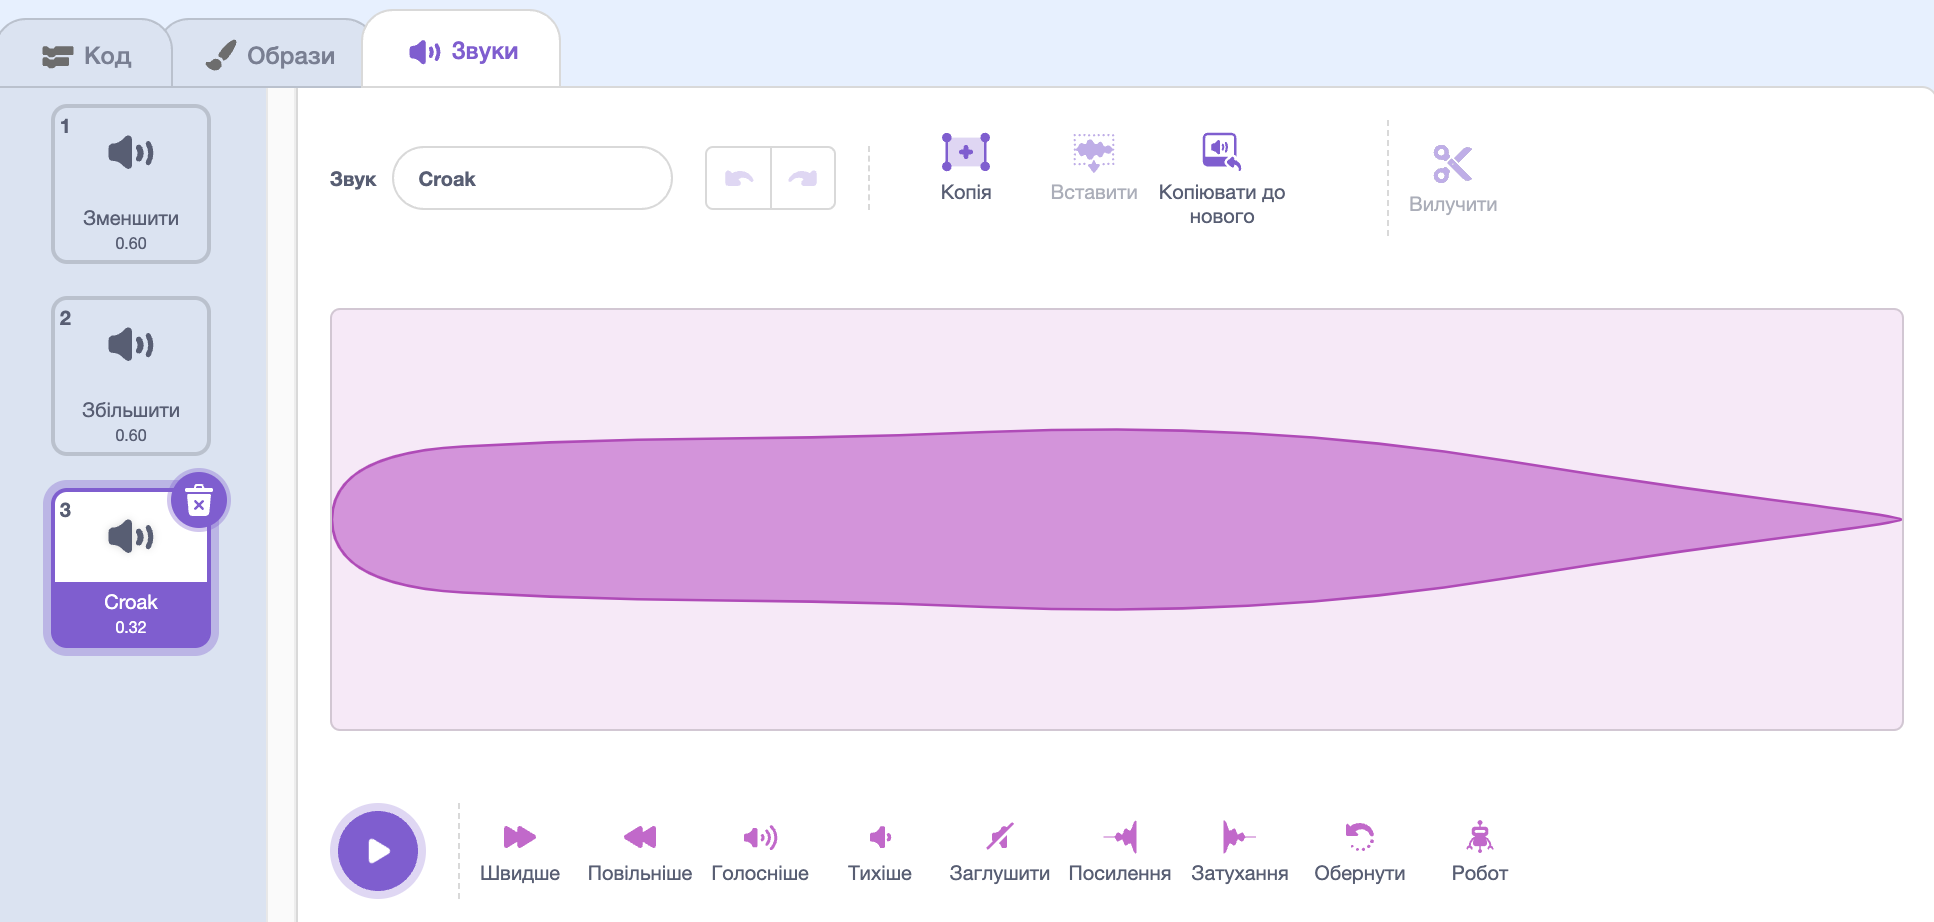 Код
Образи
Звуки
1
Зменшити
0.60
2
Збільшити
0.60
3
Croak
0.32
Звук
Croak
Копія
Вставити
Копіювати до
нового
Вилучити
Швидше
Повільніше
Голосніше
Тихіше
Заглушити
Посилення
Затухання
Обернути
Робот